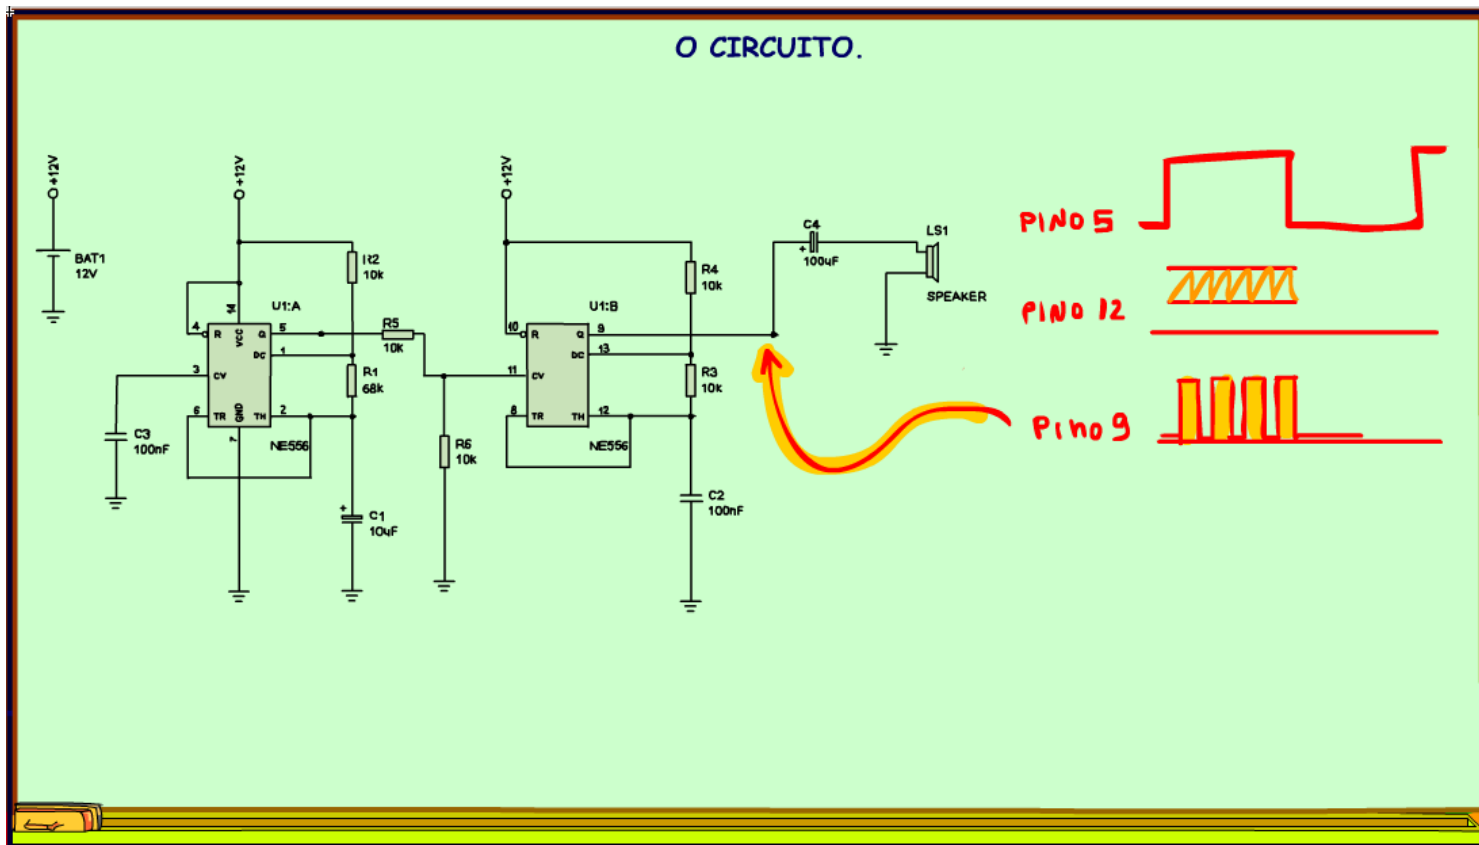 O CIRCUITO.
+12V
BAT1
12V
+12V
R2
10k
U1:A
14
4
R
VCC
Q
5
DC
1
3
CV
R1
68k
6
TR
GND
TH
2
7
NE556
C3
100nF
C1
10uF
R5
10k
R6
10k
+12V
R4
10k
U1:B
10
R
Q
9
DC
13
11
CV
R3
10k
8
TR
TH
12
NE556
C2
100nF
C4
+
100uF
LS1
SPEAKER
+
PINO 5
PINO 12
Pino 9